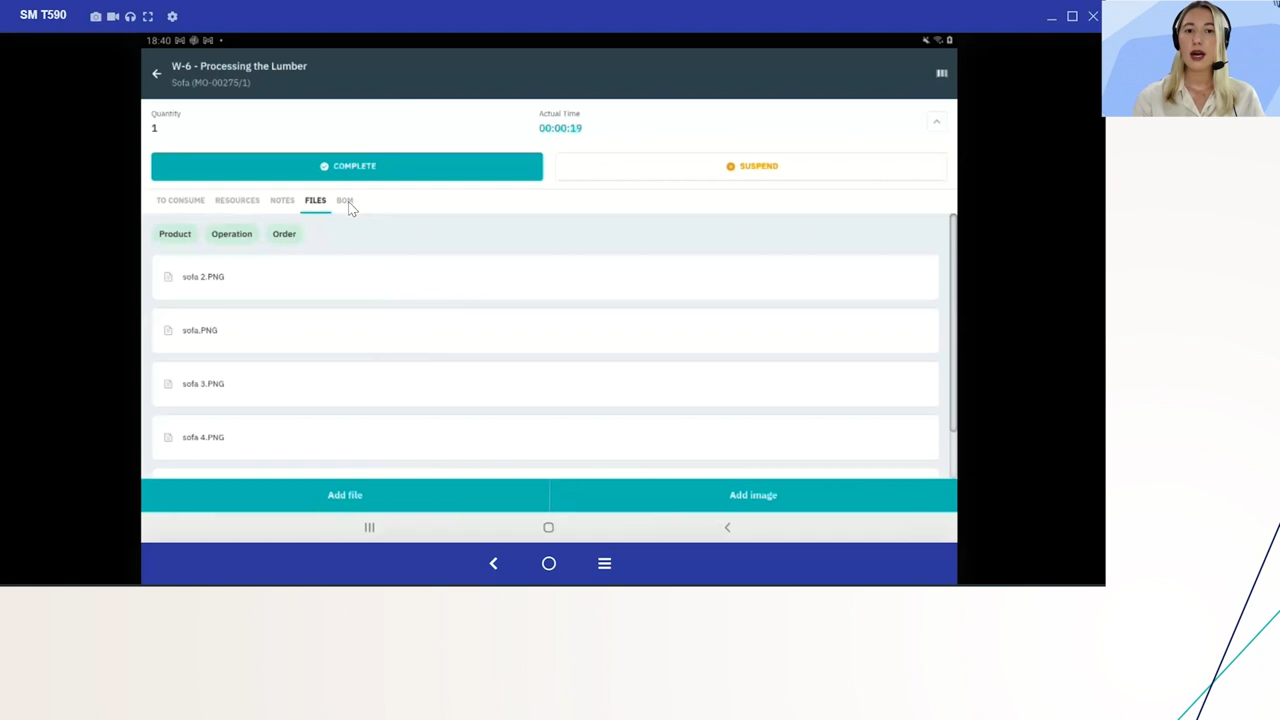 SM T590
18:40
W-6 - Processing the Lumber
Sofa (MO-00275/1)
Quantity
1
Actual Time
00:00:19
COMPLETE
SUSPEND
TO CONSUME
RESOURCES
NOTES
FILES
BOM
Product
Operation
Order
sofa 2.PNG
sofa.PNG
sofa 3.PNG
sofa 4.PNG
Add file
Add image